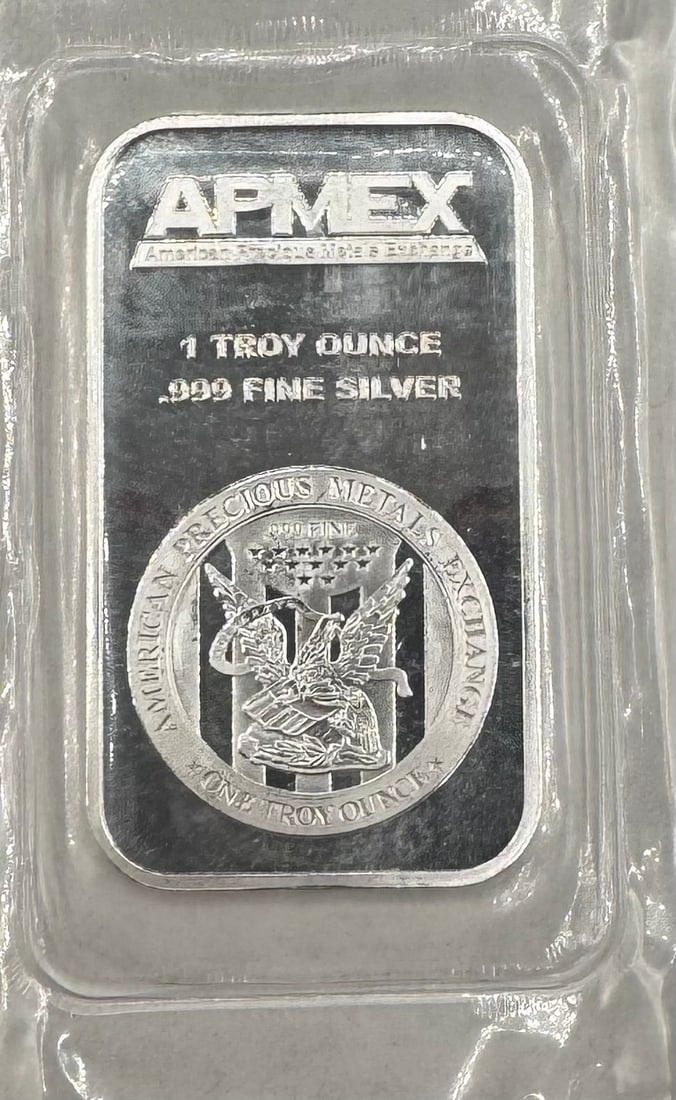 APMEX
American Precious Metals Exchange
1 TROY OUNCE
.999 FINE SILVER
AMERICAN PRECIOUS METALS EXCHANGE
.999 FINE
★ONE TROY OUNCE★